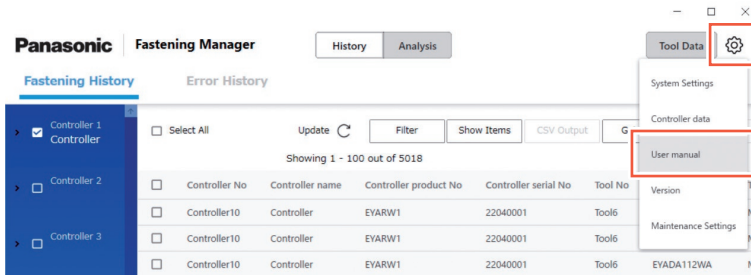 Panasonic Fastening Manager History Analysis Tool Data
Fastening History Error History
System Settings
Controller data
User manual
Version
Maintenance Settings
Controller 1
Controller
Controller 2
Controller 3
Select All Update Filter Show Items CSV Output G
Showing 1 - 100 out of 5018
Controller No Controller name Controller product No Controller serial No Tool No
Controller10 Controller EYARW1 22040001 Tool6
Controller10 Controller EYARW1 22040001 Tool6
Controller10 Controller EYARW1 22040001 Tool6 EYADA112WA